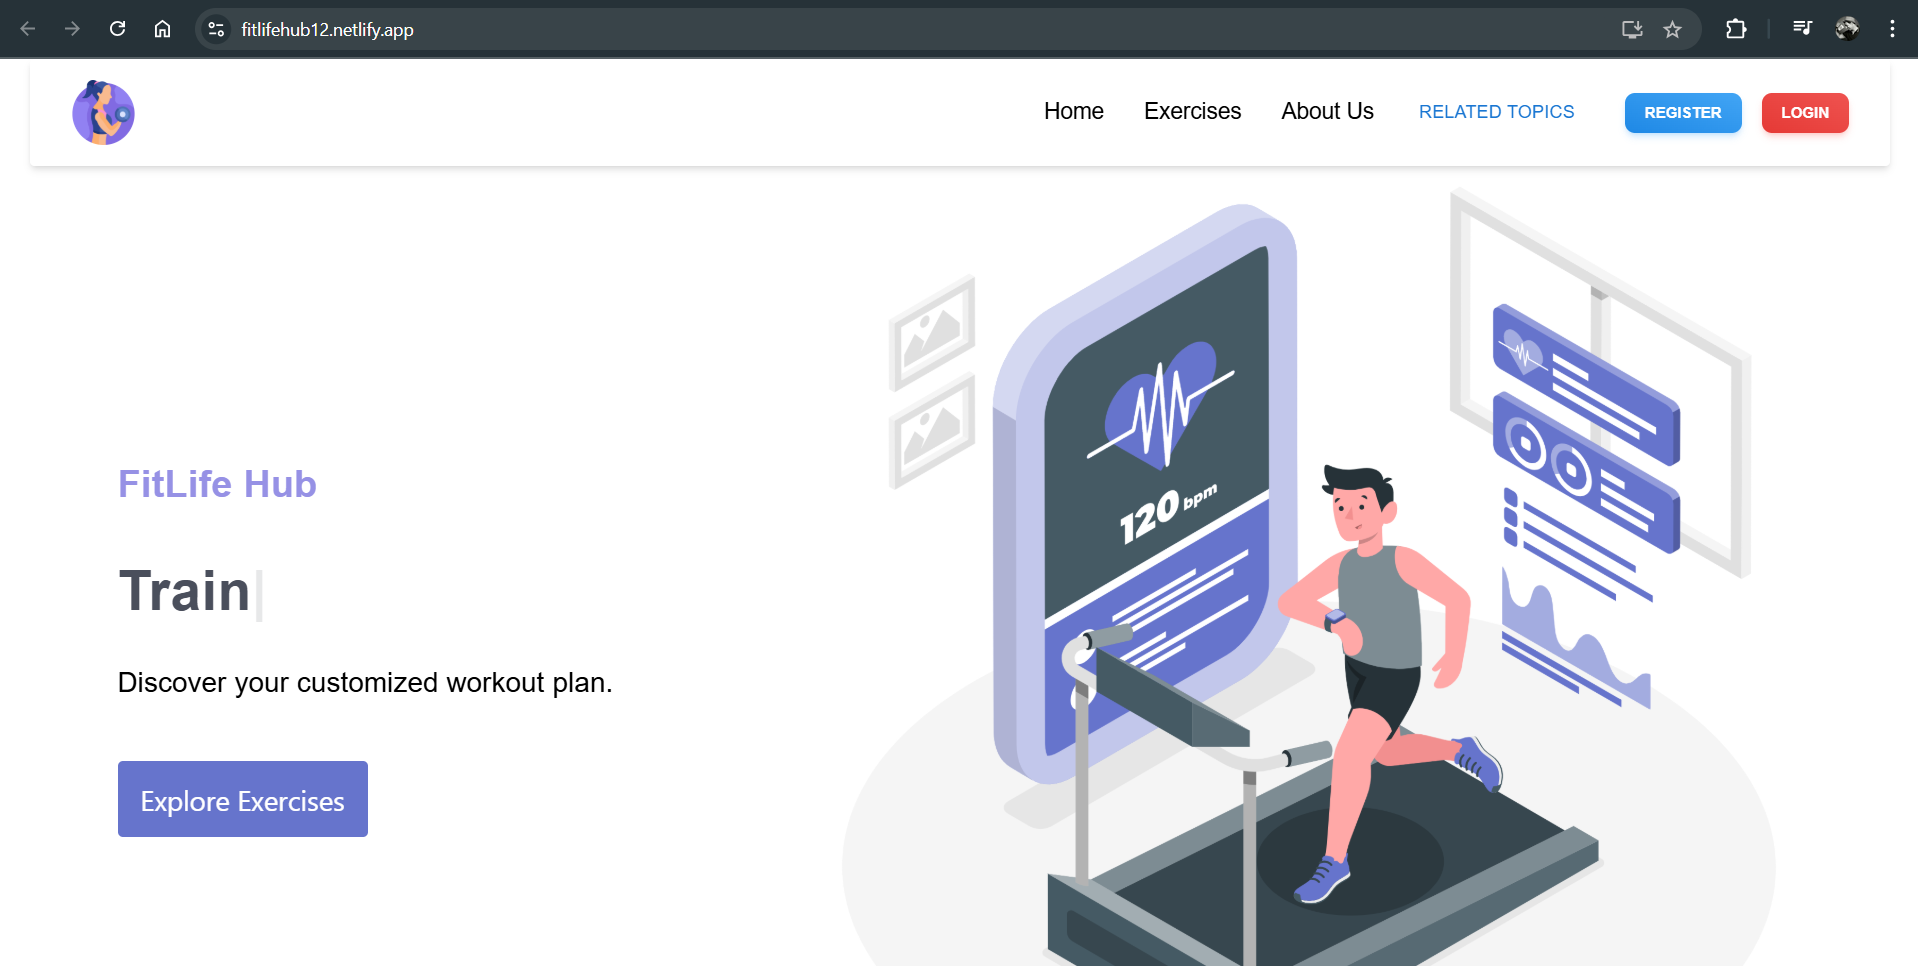 fitlifehub12.netlify.app
Home Exercises About Us RELATED TOPICS REGISTER LOGIN
120 bpm
FitLife Hub
Train
Discover your customized workout plan.
Explore Exercises